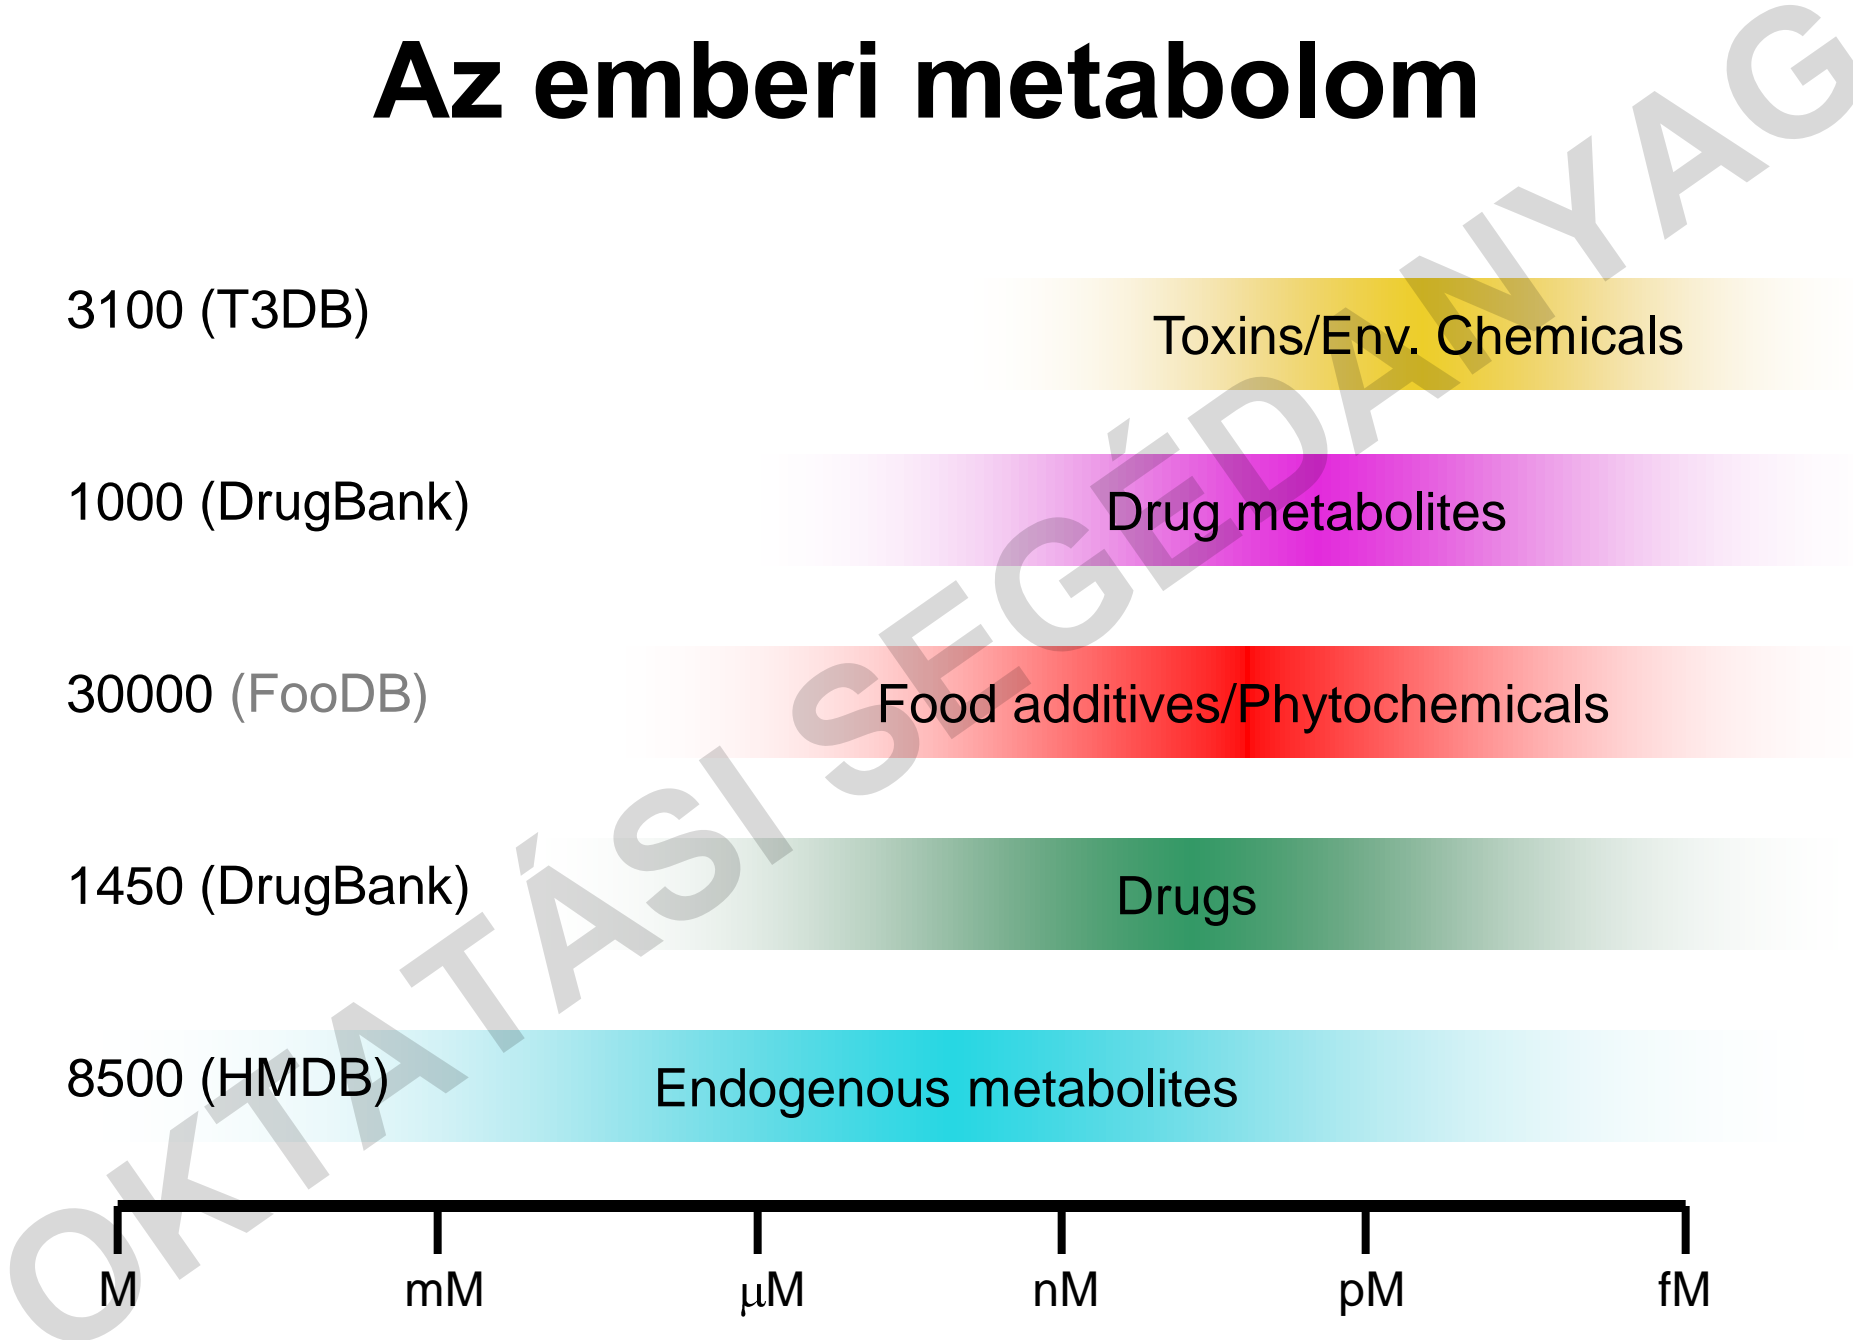 Az emberi metabolom
3100 (T3DB)
Toxins/Env. Chemicals
1000 (DrugBank)
Drug metabolites
30000 (FooDB)
Food additives/Phytochemicals
1450 (DrugBank)
Drugs
8500 (HMDB)
Endogenous metabolites
M mM μM nM pM fM
OKTATÁSI SEGÉDANYAG